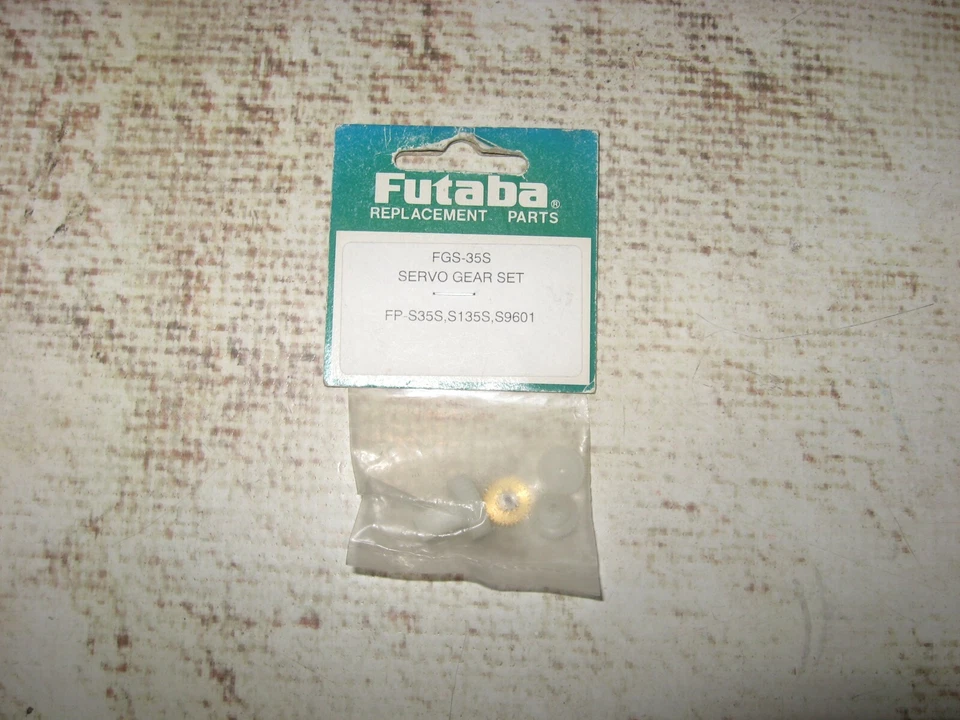 Futaba®
REPLACEMENT PARTS
FGS-35S
SERVO GEAR SET
FP-S35S,S135S,S9601